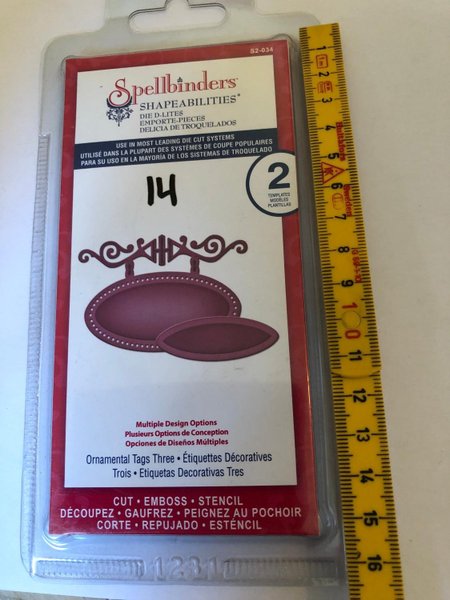 S2-034
Spellbinders™
SHAPEABILITIES®
DIE D-LITES
EMPORTE-PIECES
DELICIA DE TROQUELADOS
USE IN MOST LEADING DIE CUT SYSTEMS
UTILISÉ DANS LA PLUPART DES SYSTÈMES DE COUPE POPULAIRES
PARA SU USO EN LA MAYORÍA DE LOS SISTEMAS DE TROQUELADO
14
2
TEMPLATES
MODÈLES
PLANTILLAS
Multiple Design Options
Plusieurs Options de Conception
Opciones de Diseños Múltiples
Ornamental Tags Three • Étiquettes Décoratives
Trois • Etiquetas Decorativas Tres
CUT • EMBOSS • STENCIL
DÉCOUPEZ • GAUFREZ • PEIGNEZ AU POCHOIR
CORTE • REPUJADO • ESTÉNCIL
1
2
3
4
5
6
7
8
9
10
11
12
13
14
15
16